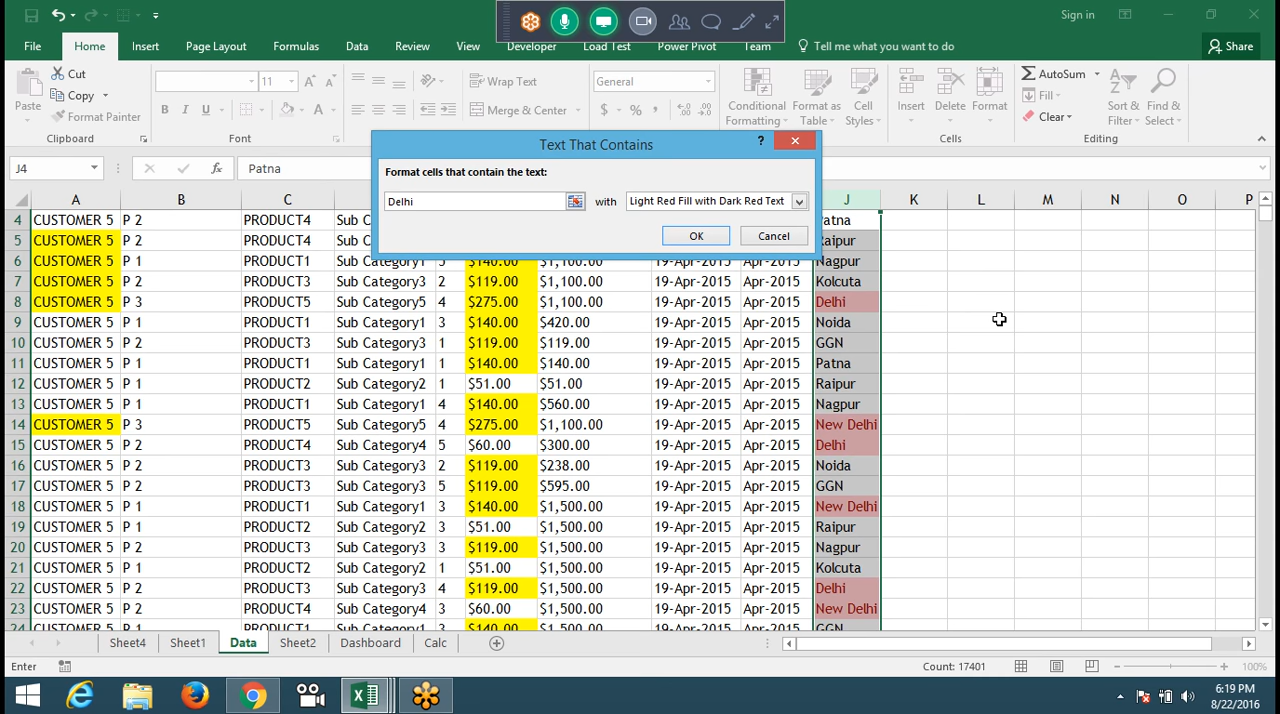 Sign in
File Home Insert Page Layout Formulas Data Review View Developer Load Test Power Pivot Team Tell me what you want to do Share
Paste Cut Copy Format Painter Clipboard
11 B I U A A A Font
Wrap Text Merge & Center
General $ % ,
Conditional Formatting Format as Table Cell Styles
Insert Delete Format Cells
AutoSum Fill Clear Sort & Filter Find & Select Editing
J4 fx Patna
Text That Contains ? ×
Format cells that contain the text:
Delhi with Light Red Fill with Dark Red Text
OK Cancel
A B C J K L M N O P
4 CUSTOMER 5 P 2 PRODUCT4 Sub C Patna
5 CUSTOMER 5 P 2 PRODUCT4 Sub C Raipur
6 CUSTOMER 5 P 1 PRODUCT1 Sub Category1 5 $140.00 $1,100.00 19-Apr-2015 Apr-2015 Nagpur
7 CUSTOMER 5 P 2 PRODUCT3 Sub Category3 2 $119.00 $1,100.00 19-Apr-2015 Apr-2015 Kolcuta
8 CUSTOMER 5 P 3 PRODUCT5 Sub Category5 4 $275.00 $1,100.00 19-Apr-2015 Apr-2015 Delhi
9 CUSTOMER 5 P 1 PRODUCT1 Sub Category1 3 $140.00 $420.00 19-Apr-2015 Apr-2015 Noida
10 CUSTOMER 5 P 2 PRODUCT3 Sub Category3 1 $119.00 $119.00 19-Apr-2015 Apr-2015 GGN
11 CUSTOMER 5 P 1 PRODUCT1 Sub Category1 1 $140.00 $140.00 19-Apr-2015 Apr-2015 Patna
12 CUSTOMER 5 P 1 PRODUCT2 Sub Category2 1 $51.00 $51.00 19-Apr-2015 Apr-2015 Raipur
13 CUSTOMER 5 P 1 PRODUCT1 Sub Category1 4 $140.00 $560.00 19-Apr-2015 Apr-2015 Nagpur
14 CUSTOMER 5 P 3 PRODUCT5 Sub Category5 4 $275.00 $1,100.00 19-Apr-2015 Apr-2015 New Delhi
15 CUSTOMER 5 P 2 PRODUCT4 Sub Category4 5 $60.00 $300.00 19-Apr-2015 Apr-2015 Delhi
16 CUSTOMER 5 P 2 PRODUCT3 Sub Category3 2 $119.00 $238.00 19-Apr-2015 Apr-2015 Noida
17 CUSTOMER 5 P 2 PRODUCT3 Sub Category3 5 $119.00 $595.00 19-Apr-2015 Apr-2015 GGN
18 CUSTOMER 5 P 1 PRODUCT1 Sub Category1 3 $140.00 $1,500.00 19-Apr-2015 Apr-2015 New Delhi
19 CUSTOMER 5 P 1 PRODUCT2 Sub Category2 3 $51.00 $1,500.00 19-Apr-2015 Apr-2015 Raipur
20 CUSTOMER 5 P 2 PRODUCT3 Sub Category3 3 $119.00 $1,500.00 19-Apr-2015 Apr-2015 Nagpur
21 CUSTOMER 5 P 1 PRODUCT2 Sub Category2 1 $51.00 $1,500.00 19-Apr-2015 Apr-2015 Kolcuta
22 CUSTOMER 5 P 2 PRODUCT3 Sub Category3 4 $119.00 $1,500.00 19-Apr-2015 Apr-2015 Delhi
23 CUSTOMER 5 P 2 PRODUCT4 Sub Category4 3 $60.00 $1,500.00 19-Apr-2015 Apr-2015 New Delhi
24 CUSTOMER 5 P 1 PRODUCT1 Sub Category1 3 $140.00 $1,500.00 19-Apr-2015 Apr-2015 GGN
Sheet4 Sheet1 Data Sheet2 Dashboard Calc
Enter Count: 17401 100%
6:19 PM
8/22/2016